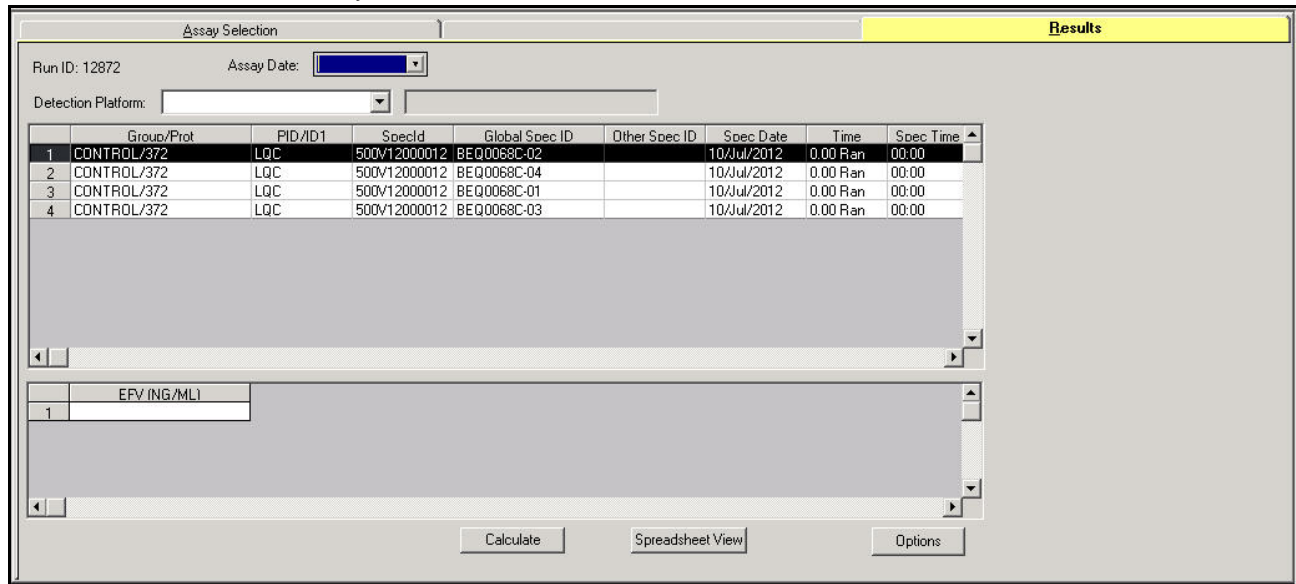 Assay Selection Results
Run ID: 12872 Assay Date:
Detection Platform:
Group/Prot PID/ID1 SpecId Global Spec ID Other Spec ID Spec Date Time Spec Time
1 CONTROL/372 LQC 500V12000012 BEQ0068C-02 10/Jul/2012 0.00 Ran 00:00
2 CONTROL/372 LQC 500V12000012 BEQ0068C-04 10/Jul/2012 0.00 Ran 00:00
3 CONTROL/372 LQC 500V12000012 BEQ0068C-01 10/Jul/2012 0.00 Ran 00:00
4 CONTROL/372 LQC 500V12000012 BEQ0068C-03 10/Jul/2012 0.00 Ran 00:00
EFV (NG/ML)
1
Calculate Spreadsheet View Options